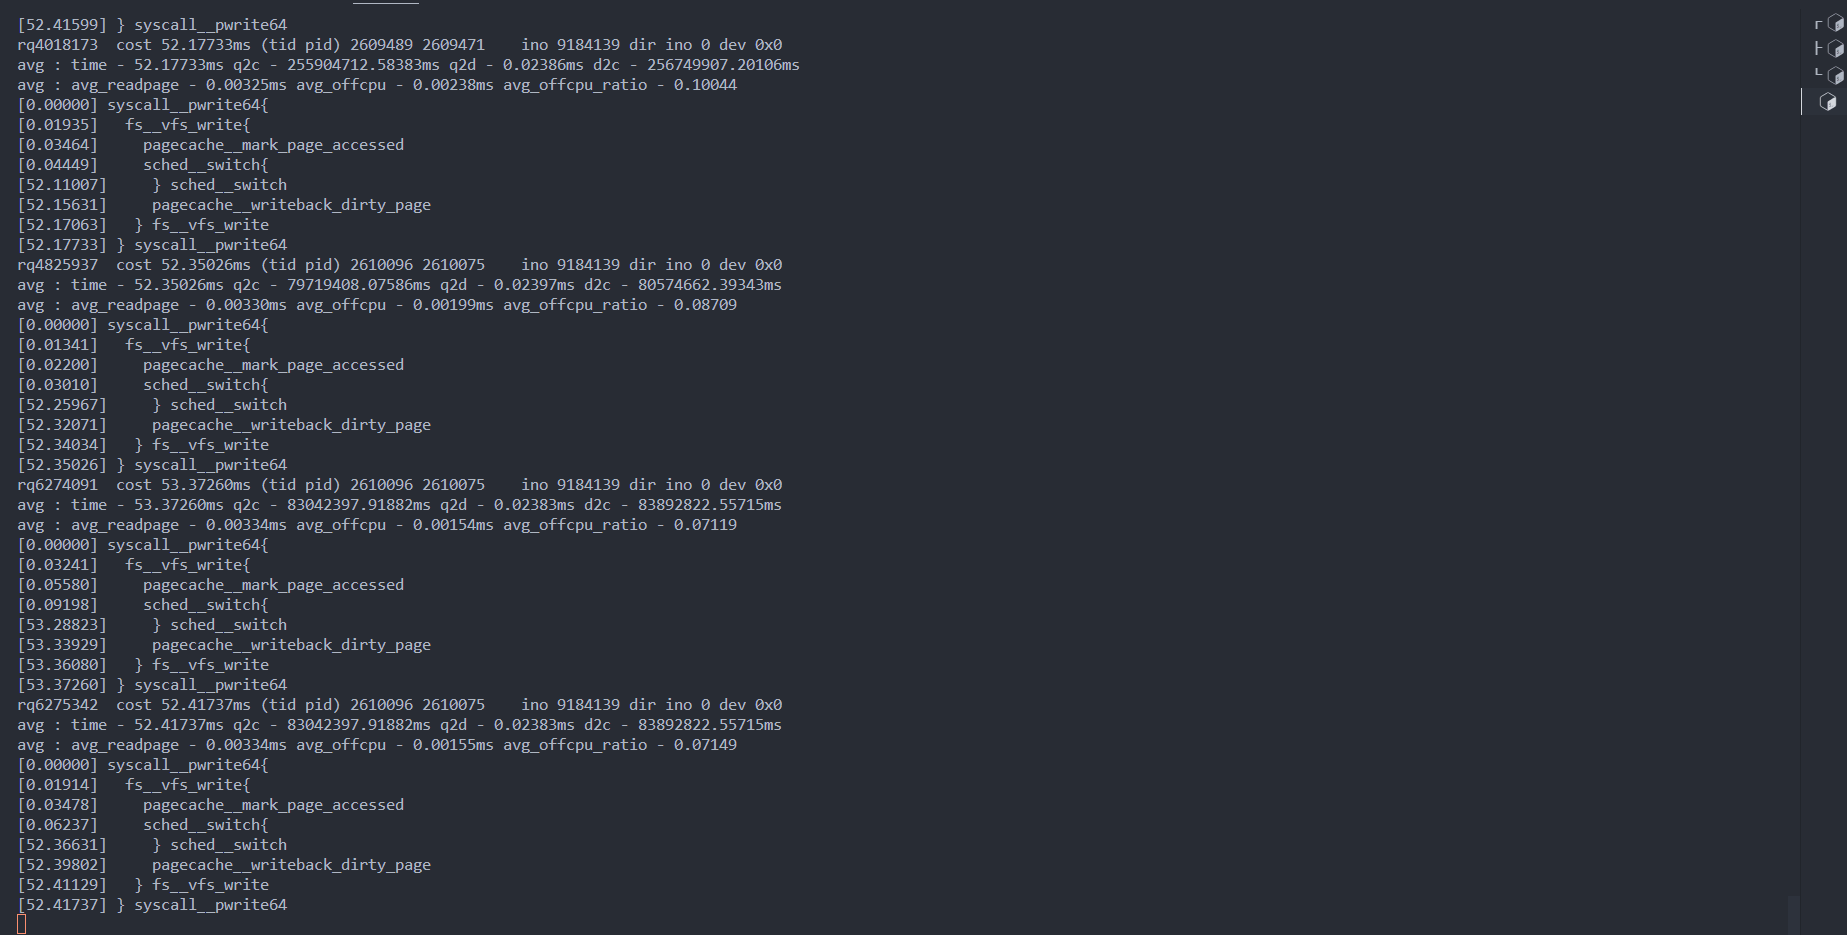 [52.41599] } syscall__pwrite64
rq4018173  cost 52.17733ms (tid pid) 2609489 2609471    ino 9184139 dir ino 0 dev 0x0
avg : time - 52.17733ms q2c - 255904712.58383ms q2d - 0.02386ms d2c - 256749907.20106ms
avg : avg_readpage - 0.00325ms avg_offcpu - 0.00238ms avg_offcpu_ratio - 0.10044
[0.00000] syscall__pwrite64{
[0.01935]   fs__vfs_write{
[0.03464]     pagecache__mark_page_accessed
[0.04449]     sched__switch{
[52.11007]     } sched__switch
[52.15631]     pagecache__writeback_dirty_page
[52.17063]   } fs__vfs_write
[52.17733] } syscall__pwrite64
rq4825937  cost 52.35026ms (tid pid) 2610096 2610075    ino 9184139 dir ino 0 dev 0x0
avg : time - 52.35026ms q2c - 79719408.07586ms q2d - 0.02397ms d2c - 80574662.39343ms
avg : avg_readpage - 0.00330ms avg_offcpu - 0.00199ms avg_offcpu_ratio - 0.08709
[0.00000] syscall__pwrite64{
[0.01341]   fs__vfs_write{
[0.02200]     pagecache__mark_page_accessed
[0.03010]     sched__switch{
[52.25967]     } sched__switch
[52.32071]     pagecache__writeback_dirty_page
[52.34034]   } fs__vfs_write
[52.35026] } syscall__pwrite64
rq6274091  cost 53.37260ms (tid pid) 2610096 2610075    ino 9184139 dir ino 0 dev 0x0
avg : time - 53.37260ms q2c - 83042397.91882ms q2d - 0.02383ms d2c - 83892822.55715ms
avg : avg_readpage - 0.00334ms avg_offcpu - 0.00154ms avg_offcpu_ratio - 0.07119
[0.00000] syscall__pwrite64{
[0.03241]   fs__vfs_write{
[0.05580]     pagecache__mark_page_accessed
[0.09198]     sched__switch{
[53.28823]     } sched__switch
[53.33929]     pagecache__writeback_dirty_page
[53.36080]   } fs__vfs_write
[53.37260] } syscall__pwrite64
rq6275342  cost 52.41737ms (tid pid) 2610096 2610075    ino 9184139 dir ino 0 dev 0x0
avg : time - 52.41737ms q2c - 83042397.91882ms q2d - 0.02383ms d2c - 83892822.55715ms
avg : avg_readpage - 0.00334ms avg_offcpu - 0.00155ms avg_offcpu_ratio - 0.07149
[0.00000] syscall__pwrite64{
[0.01914]   fs__vfs_write{
[0.03478]     pagecache__mark_page_accessed
[0.06237]     sched__switch{
[52.36631]     } sched__switch
[52.39802]     pagecache__writeback_dirty_page
[52.41129]   } fs__vfs_write
[52.41737] } syscall__pwrite64